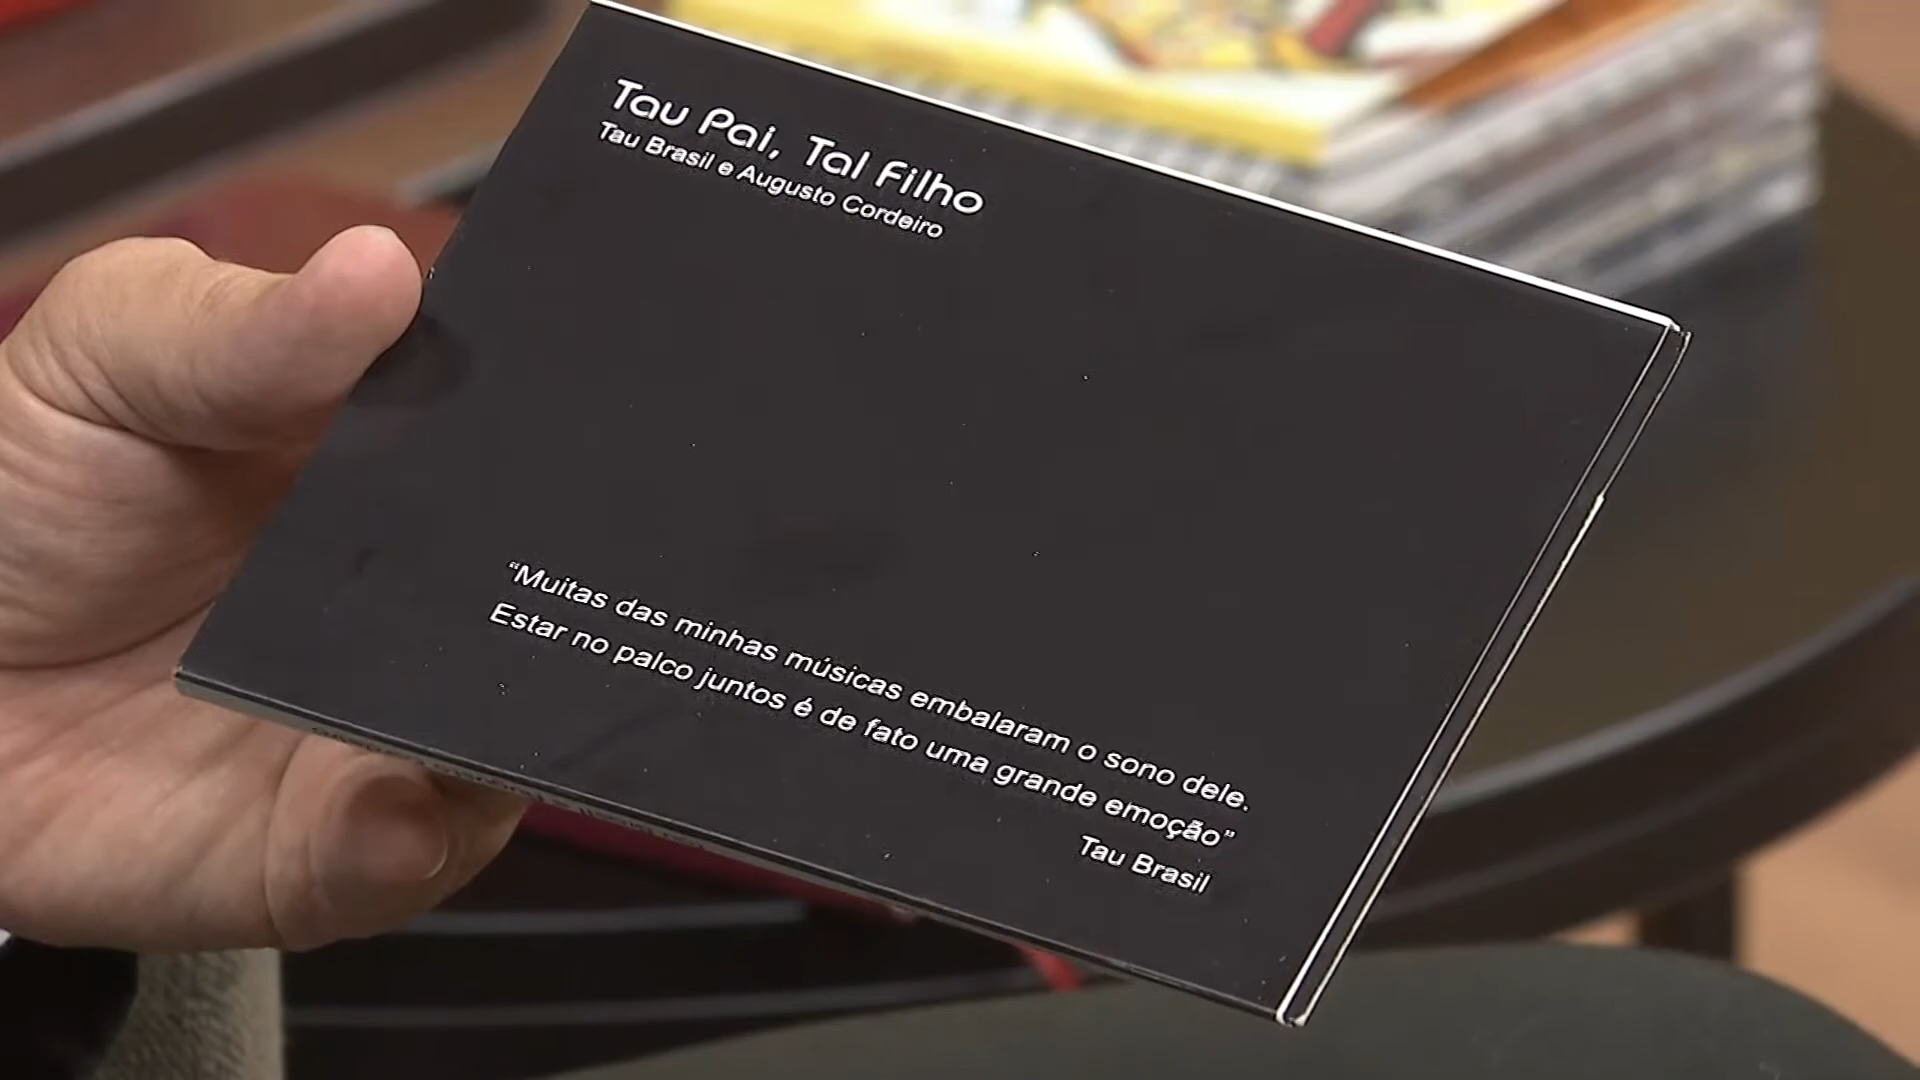 Tau Pai, Tal Filho
Tau Brasil e Augusto Cordeiro
“Muitas das minhas músicas embalaram o sono dele.
Estar no palco juntos é de fato uma grande emoção”
Tau Brasil